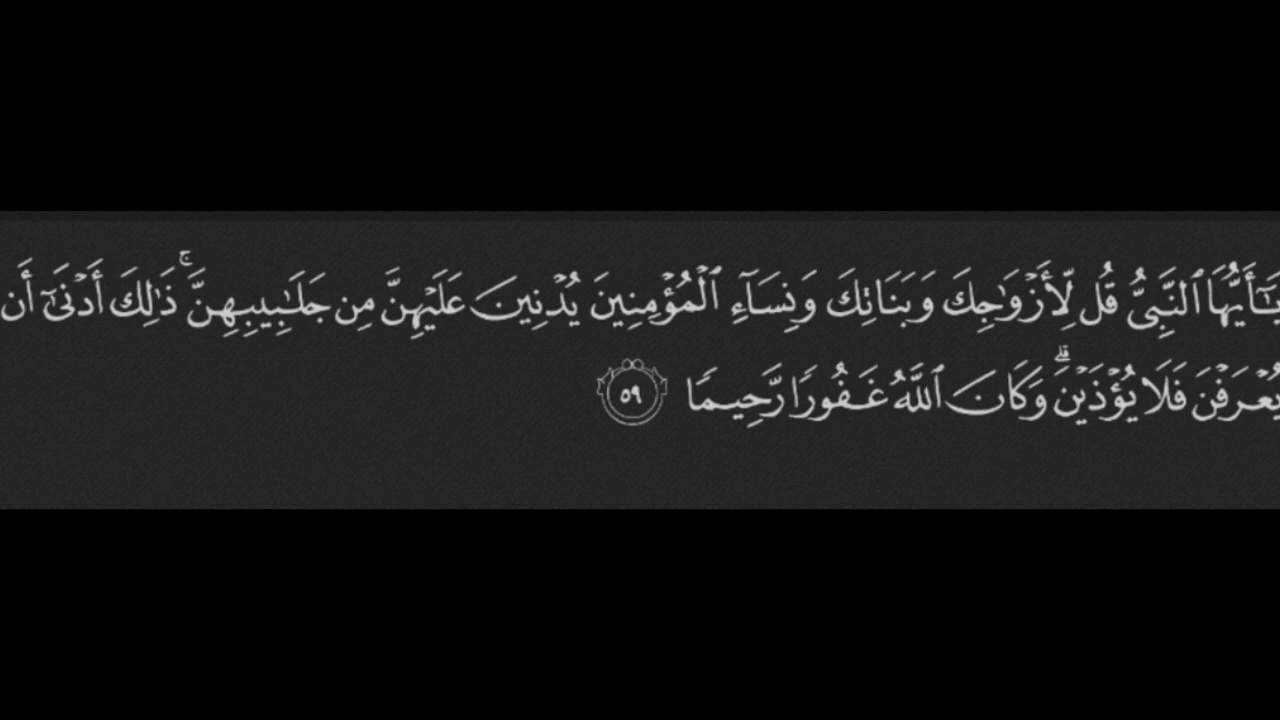 يَـٰٓأَيُّهَا ٱلنَّبِىُّ قُل لِّأَزْوَٰجِكَ وَبَنَاتِكَ وَنِسَآءِ ٱلْمُؤْمِنِينَ يُدْنِينَ عَلَيْهِنَّ مِن جَلَـٰبِيبِهِنَّ ۚ ذَٰلِكَ أَدْنَىٰٓ أَن
يُعْرَفْنَ فَلَا يُؤْذَيْنَ ۗ وَكَانَ ٱللَّهُ غَفُورًا رَّحِيمًا ٥٩